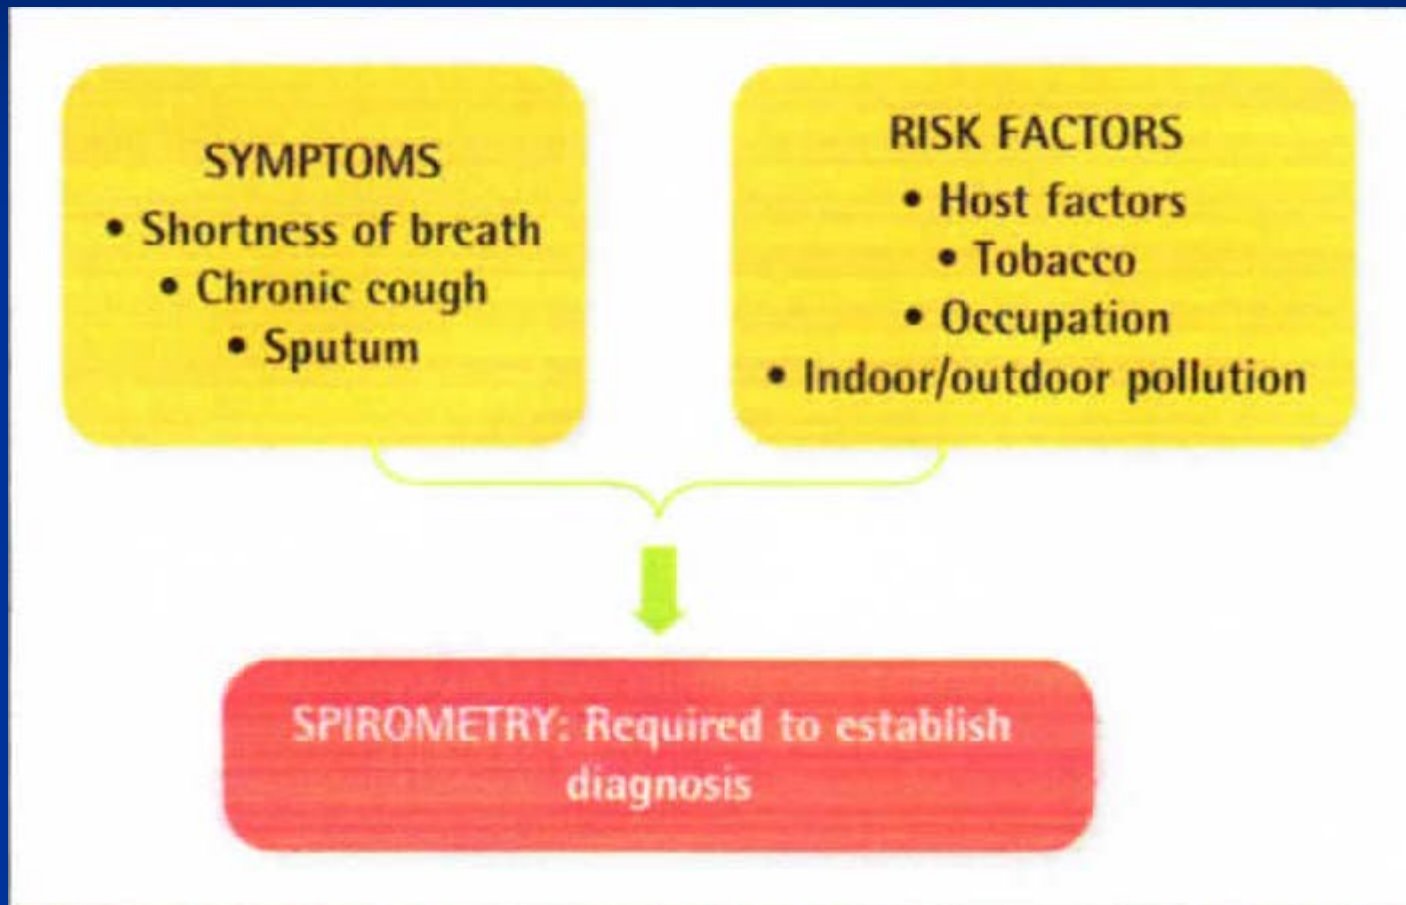 SYMPTOMS
• Shortness of breath
• Chronic cough
• Sputum
RISK FACTORS
• Host factors
• Tobacco
• Occupation
• Indoor/outdoor pollution
SPIROMETRY: Required to establish
diagnosis